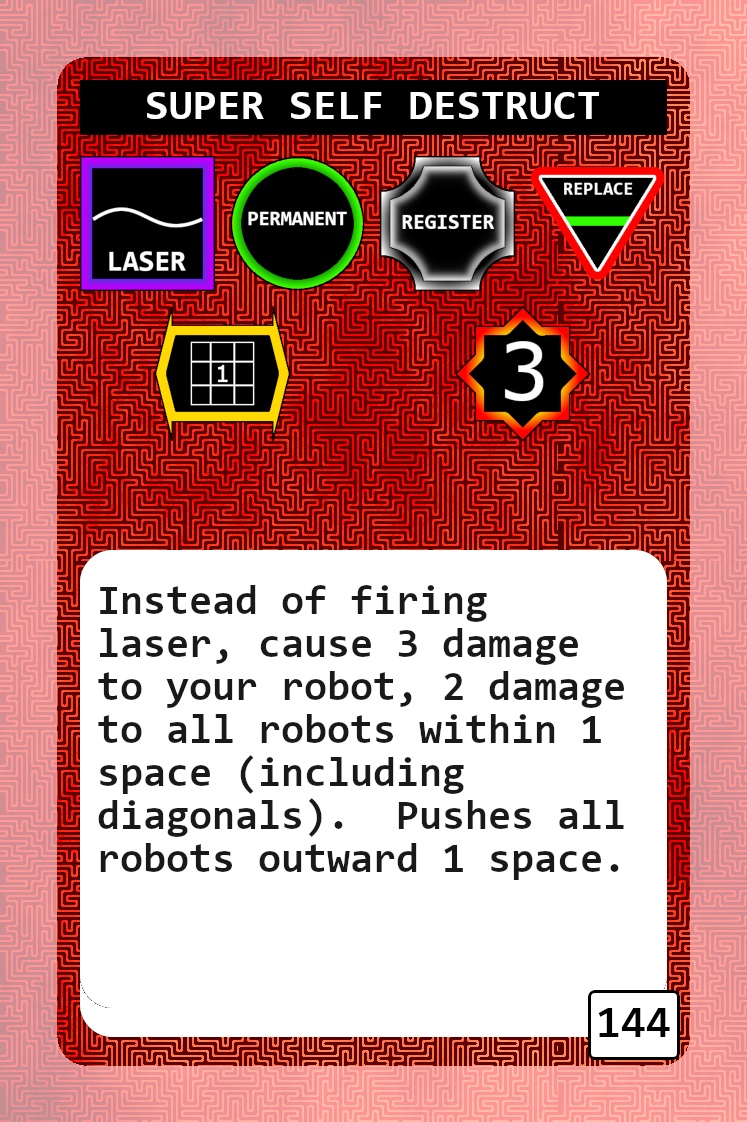 SUPER SELF DESTRUCT
LASER
PERMANENT
REGISTER
REPLACE
1
3
Instead of firing
laser, cause 3 damage
to your robot, 2 damage
to all robots within 1
space (including
diagonals).  Pushes all
robots outward 1 space.
144